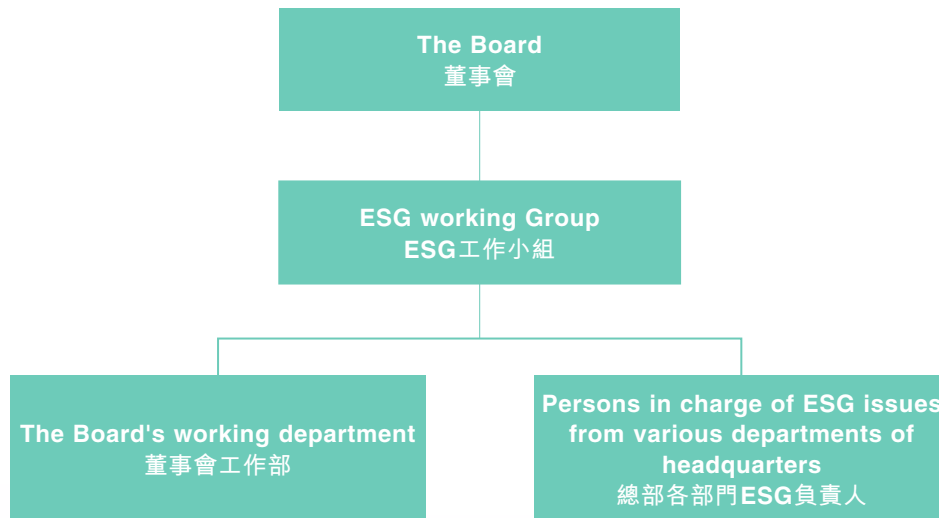 The Board
董事會
ESG working Group
ESG工作小組
The Board's working department
董事會工作部
Persons in charge of ESG issues
from various departments of
headquarters
總部各部門ESG負責人